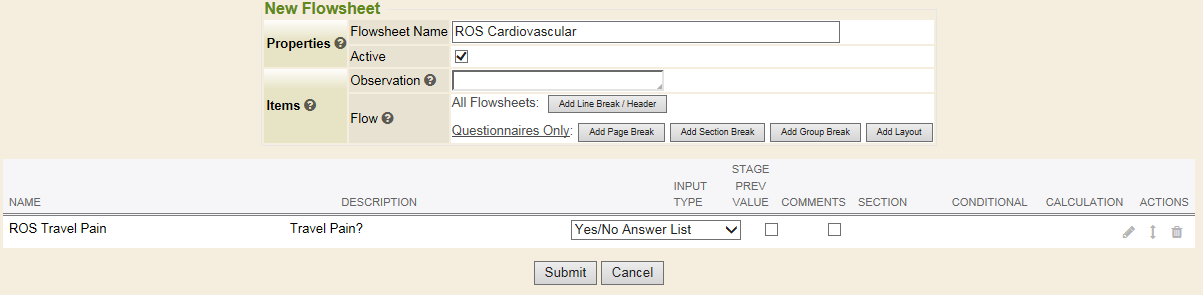 New Flowsheet
Properties
Flowsheet Name ROS Cardiovascular
Active
Items
Observation
Flow
All Flowsheets: Add Line Break / Header
Questionnaires Only: Add Page Break Add Section Break Add Group Break Add Layout
NAME DESCRIPTION INPUT TYPE STAGE PREV VALUE COMMENTS SECTION CONDITIONAL CALCULATION ACTIONS
ROS Travel Pain Travel Pain? Yes/No Answer List
Submit Cancel